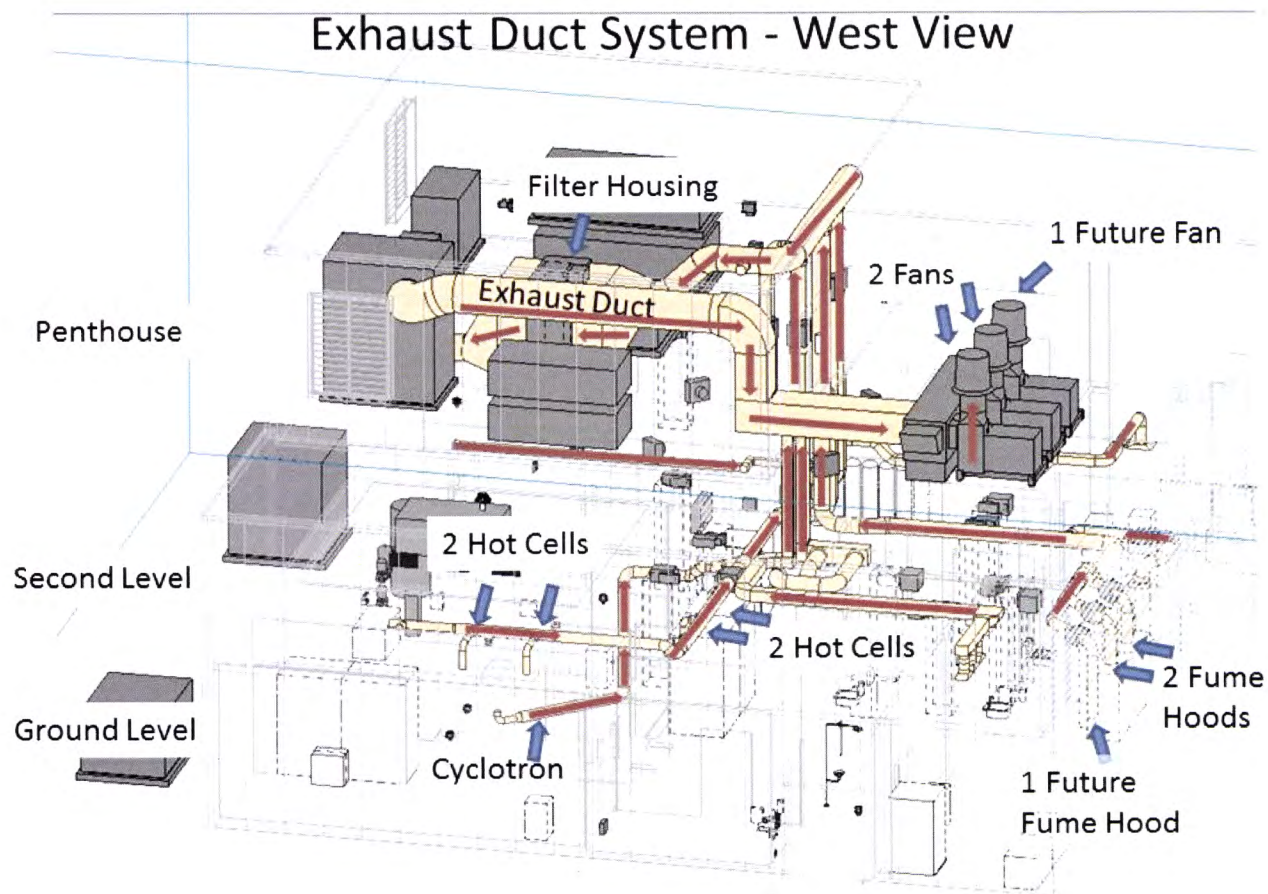 Exhaust Duct System - West View
Filter Housing
1 Future Fan
2 Fans
Exhaust Duct
Penthouse
2 Hot Cells
Second Level
2 Hot Cells
2 Fume
Hoods
Ground Level
Cyclotron
1 Future
Fume Hood